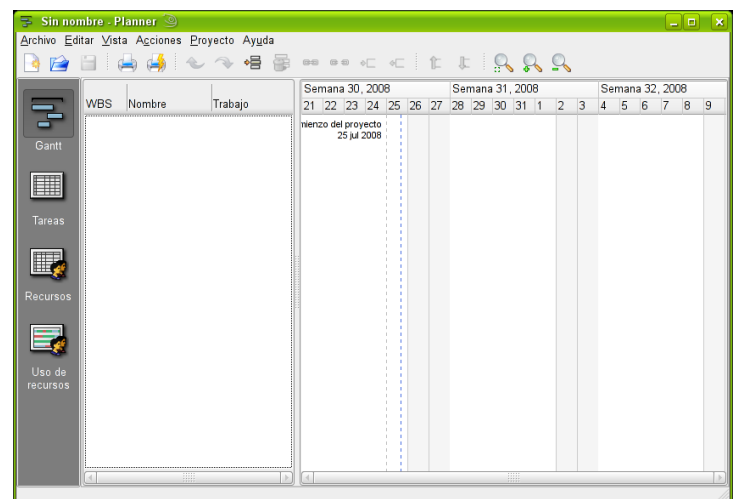 Sin nombre - Planner
Archivo Editar Vista Acciones Proyecto Ayuda
Gantt
Tareas
Recursos
Uso de
recursos
WBS Nombre Trabajo
Semana 30, 2008 Semana 31, 2008 Semana 32, 2008
21 22 23 24 25 26 27 28 29 30 31 1 2 3 4 5 6 7 8 9
mienzo del proyecto
25 jul 2008